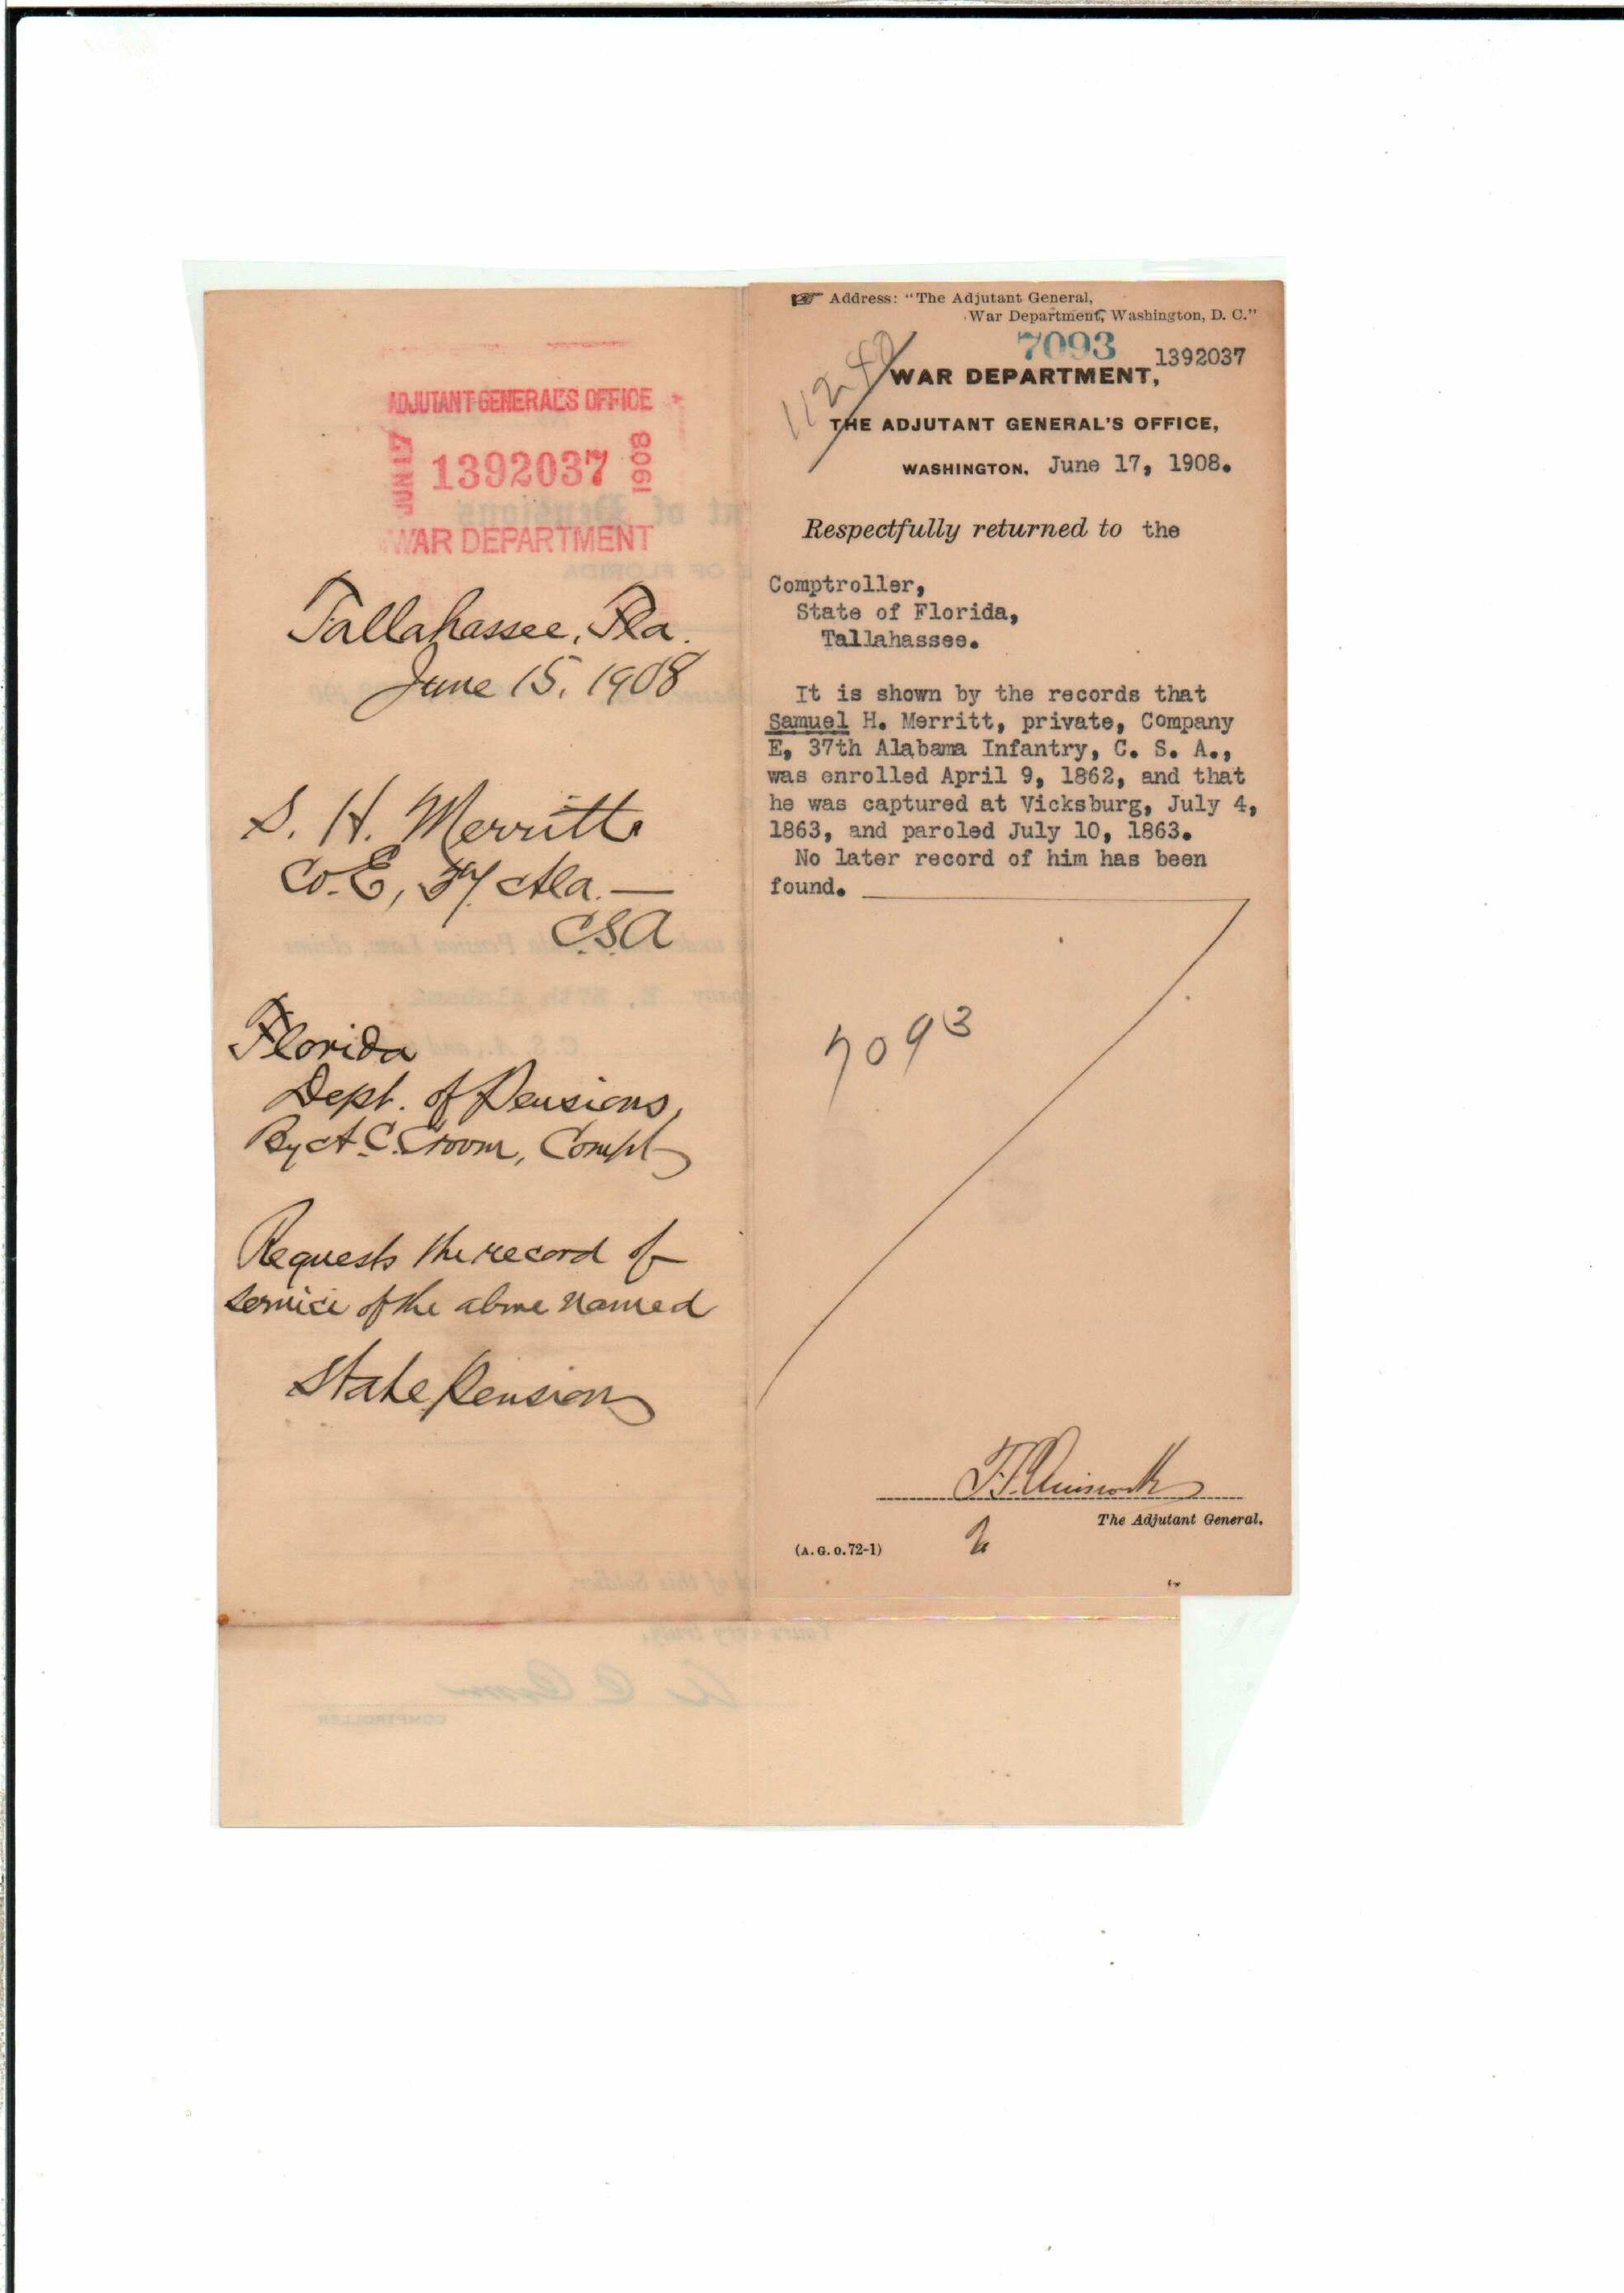 ADJUTANT GENERAL'S OFFICE
JUN 17 1392037 1908
WAR DEPARTMENT
Tallahassee, Fla.
June 15, 1908
S. H. Merritt
Co. E, 37 Ala. —
C.S.A
Florida
Dept. of Pensions,
By A. C. Croom, Compt
Requests the record of
service of the above named
State Pension
Address: "The Adjutant General,
War Department, Washington, D. C."
7093
1392037
11240
WAR DEPARTMENT,
THE ADJUTANT GENERAL'S OFFICE,
WASHINGTON, June 17, 1908.
Respectfully returned to the
Comptroller,
State of Florida,
Tallahassee.
It is shown by the records that
Samuel H. Merritt, private, Company
E, 37th Alabama Infantry, C. S. A.,
was enrolled April 9, 1862, and that
he was captured at Vicksburg, July 4,
1863, and paroled July 10, 1863.
No later record of him has been
found.
7093
F. C. Ainsworth
The Adjutant General.
(A. G. O. 72-1)
COMPTROLLER